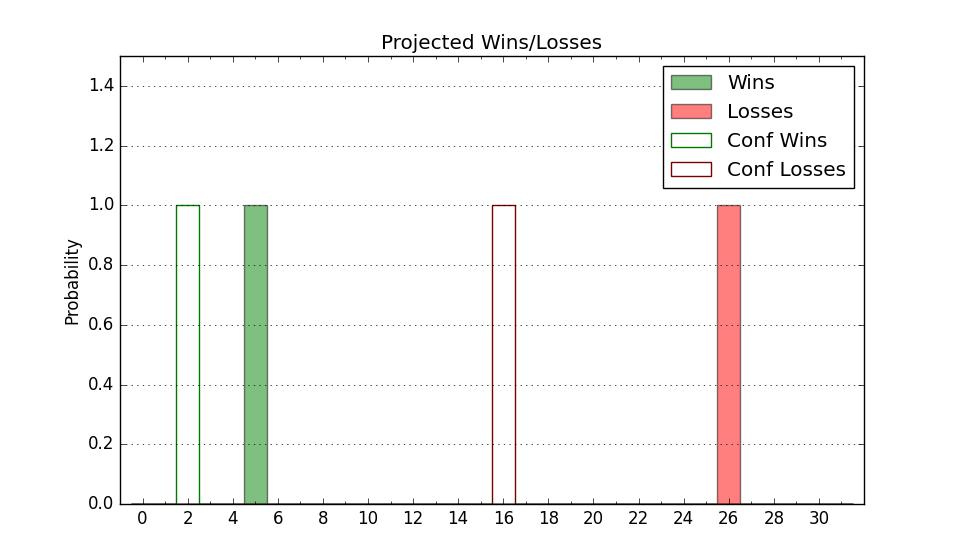 Projected Wins/Losses
Wins
Losses
Conf Wins
Conf Losses
Probability
1.4
1.2
1.0
0.8
0.6
0.4
0.2
0.0
0 2 4 6 8 10 12 14 16 18 20 22 24 26 28 30